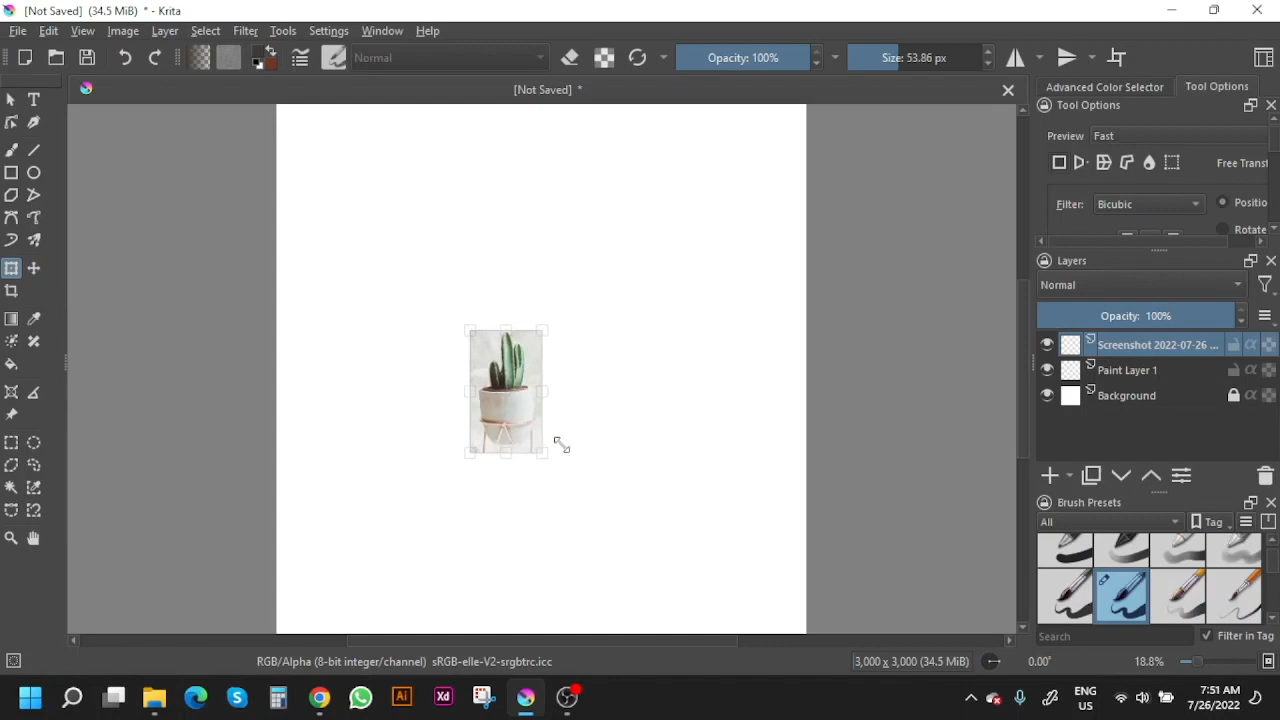 [Not Saved] (34.5 MiB) * - Krita
File Edit View Image Layer Select Filter Tools Settings Window Help
Normal Opacity: 100% Size: 53.86 px
[Not Saved] *
Advanced Color Selector Tool Options
Tool Options
Preview Fast
Free Transf
Filter: Bicubic Positio
Rotate
Layers
Normal
Opacity: 100%
Screenshot 2022-07-26 ...
Paint Layer 1
Background
Brush Presets
All Tag
Search Filter in Tag
RGB/Alpha (8-bit integer/channel) sRGB-elle-V2-srgbtrc.icc 3,000 x 3,000 (34.5 MiB) 0.00° 18.8%
S Ai Xd
ENG
US
7:51 AM
7/26/2022